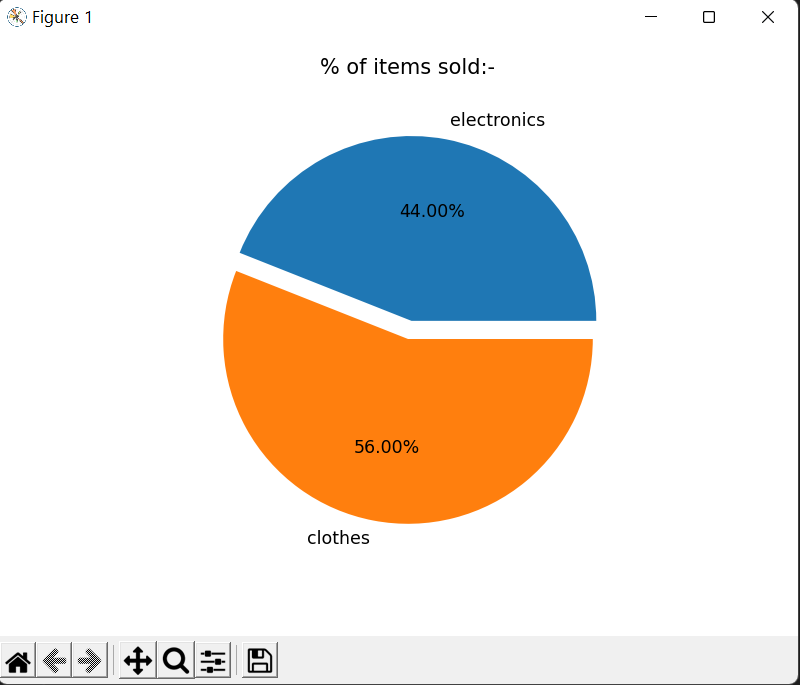 Figure 1
% of items sold:-
electronics
44.00%
56.00%
clothes